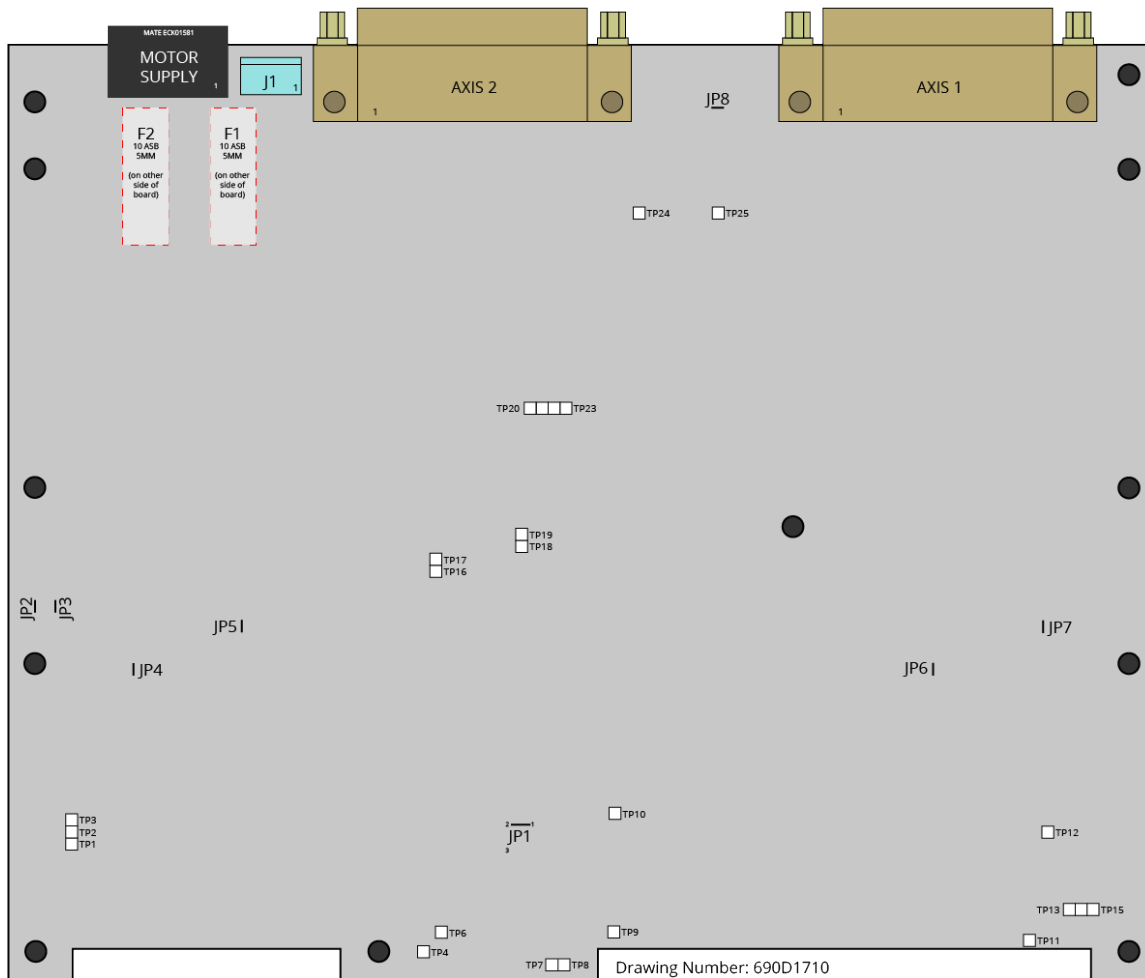 MATE ECK01581
MOTOR
SUPPLY
1
J1
1
AXIS 2
1
JP8
AXIS 1
1
F2
10 ASB
5MM
(on other
side of
board)
F1
10 ASB
5MM
(on other
side of
board)
TP24
TP25
TP20
TP23
TP19
TP18
TP17
TP16
JP2
JP3
JP5
JP7
JP4
JP6
TP3
TP2
TP1
2
1
JP1
3
TP10
TP12
TP13
TP15
TP6
TP9
TP11
TP4
TP7
TP8
Drawing Number: 690D1710